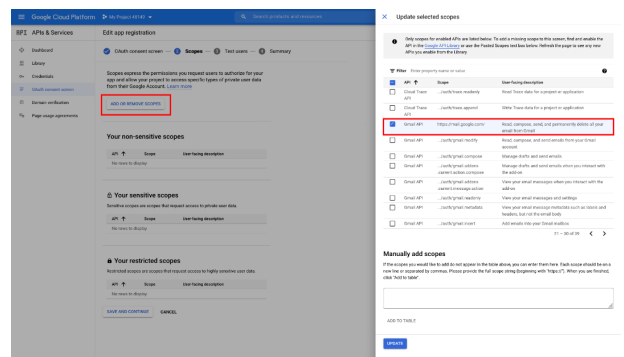 Google Cloud Platform
My Project 48143
Search products and resources
API APIs & Services
Dashboard
Library
Credentials
OAuth consent screen
Domain verification
Page usage agreements
Edit app registration
OAuth consent screen — 2 Scopes — 3 Test users — 4 Summary
Scopes express the permissions you request users to authorize for your
app and allow your project to access specific types of private user data
from their Google Account. Learn more
ADD OR REMOVE SCOPES
Your non-sensitive scopes
API Scope User-facing description
No rows to display
Your sensitive scopes
Sensitive scopes are scopes that request access to private user data.
API Scope User-facing description
No rows to display
Your restricted scopes
Restricted scopes are scopes that request access to highly sensitive user data.
API Scope User-facing description
No rows to display
SAVE AND CONTINUE CANCEL
Update selected scopes
Only scopes for enabled APIs are listed below. To add a missing scope to this screen, find and enable the
API in the Google API Library or use the Pasted Scopes text box below. Refresh the page to see any new
APIs you enable from the Library
Filter Enter property name or value
API Scope User-facing description
Cloud Trace API .../auth/trace.readonly Read Trace data for a project or application
Cloud Trace API .../auth/trace.append Write Trace data for a project or application
Gmail API https://mail.google.com/ Read, compose, send, and permanently delete all your
email from Gmail
Gmail API .../auth/gmail.modify Read, compose, and send emails from your Gmail
account
Gmail API .../auth/gmail.compose Manage drafts and send emails
Gmail API .../auth/gmail.addons Manage drafts and send emails when you interact with
.current.action.compose the add-on
Gmail API .../auth/gmail.addons View your email messages when you interact with the
.current.message.action add-on
Gmail API .../auth/gmail.readonly View your email messages and settings
Gmail API .../auth/gmail.metadata View your email message metadata such as labels and
headers, but not the email body
Gmail API .../auth/gmail.insert Add emails into your Gmail mailbox
21 – 30 of 39
Manually add scopes
If the scopes you would like to add do not appear in the table above, you can enter them here. Each scope should be on a
new line or separated by commas. Please provide the full scope string (beginning with "https://"). When you are finished,
click "Add to table".
ADD TO TABLE
UPDATE